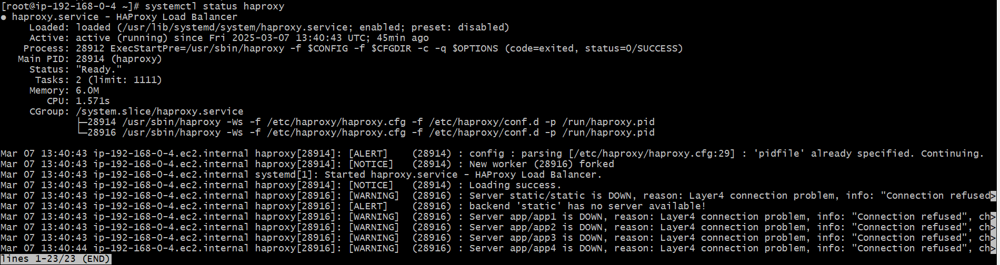 [root@ip-192-168-0-4 ~]# systemctl status haproxy
● haproxy.service - HAProxy Load Balancer
     Loaded: loaded (/usr/lib/systemd/system/haproxy.service; enabled; preset: disabled)
     Active: active (running) since Fri 2025-03-07 13:40:43 UTC; 45min ago
    Process: 28912 ExecStartPre=/usr/sbin/haproxy -f $CONFIG -f $CFGDIR -c -q $OPTIONS (code=exited, status=0/SUCCESS)
   Main PID: 28914 (haproxy)
     Status: "Ready."
      Tasks: 2 (limit: 1111)
     Memory: 6.0M
        CPU: 1.571s
     CGroup: /system.slice/haproxy.service
             ├─28914 /usr/sbin/haproxy -Ws -f /etc/haproxy/haproxy.cfg -f /etc/haproxy/conf.d -p /run/haproxy.pid
             └─28916 /usr/sbin/haproxy -Ws -f /etc/haproxy/haproxy.cfg -f /etc/haproxy/conf.d -p /run/haproxy.pid

Mar 07 13:40:43 ip-192-168-0-4.ec2.internal haproxy[28914]: [ALERT]    (28914) : config : parsing [/etc/haproxy/haproxy.cfg:29] : 'pidfile' already specified. Continuing.
Mar 07 13:40:43 ip-192-168-0-4.ec2.internal haproxy[28914]: [NOTICE]   (28914) : New worker (28916) forked
Mar 07 13:40:43 ip-192-168-0-4.ec2.internal systemd[1]: Started haproxy.service - HAProxy Load Balancer.
Mar 07 13:40:43 ip-192-168-0-4.ec2.internal haproxy[28914]: [NOTICE]   (28914) : Loading success.
Mar 07 13:40:43 ip-192-168-0-4.ec2.internal haproxy[28916]: [WARNING]  (28916) : Server static/static is DOWN, reason: Layer4 connection problem, info: "Connection refused>
Mar 07 13:40:43 ip-192-168-0-4.ec2.internal haproxy[28916]: [ALERT]    (28916) : backend 'static' has no server available!
Mar 07 13:40:43 ip-192-168-0-4.ec2.internal haproxy[28916]: [WARNING]  (28916) : Server app/app1 is DOWN, reason: Layer4 connection problem, info: "Connection refused", ch>
Mar 07 13:40:43 ip-192-168-0-4.ec2.internal haproxy[28916]: [WARNING]  (28916) : Server app/app2 is DOWN, reason: Layer4 connection problem, info: "Connection refused", ch>
Mar 07 13:40:43 ip-192-168-0-4.ec2.internal haproxy[28916]: [WARNING]  (28916) : Server app/app3 is DOWN, reason: Layer4 connection problem, info: "Connection refused", ch>
Mar 07 13:40:44 ip-192-168-0-4.ec2.internal haproxy[28916]: [WARNING]  (28916) : Server app/app4 is DOWN, reason: Layer4 connection problem, info: "Connection refused", ch>
lines 1-23/23 (END)